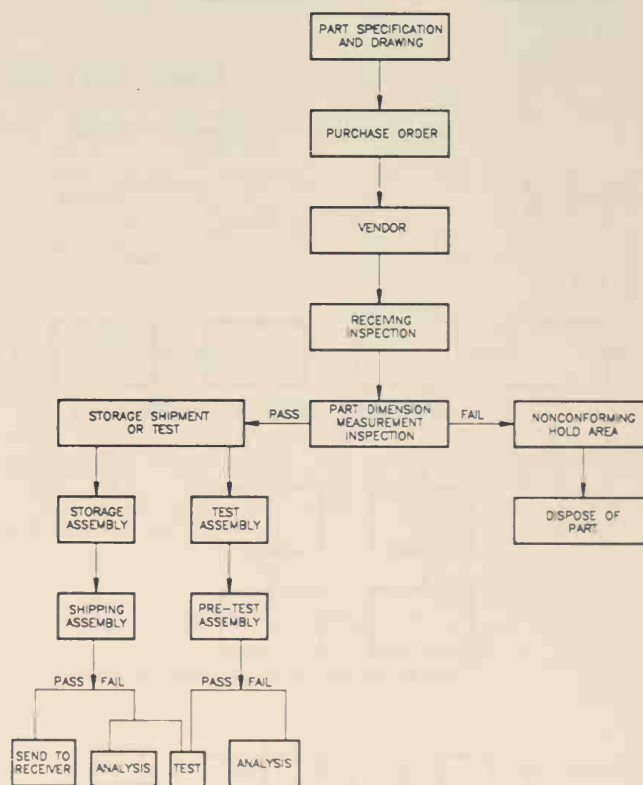 PART SPECIFICATION
AND DRAWING
PURCHASE ORDER
VENDOR
RECEIVING
INSPECTION
STORAGE SHIPMENT
OR TEST
PASS
PART DIMENSION
MEASUREMENT
INSPECTION
FAIL
NONCONFORMING
HOLD AREA
STORAGE
ASSEMBLY
TEST
ASSEMBLY
DISPOSE OF
PART
SHIPPING
ASSEMBLY
PRE-TEST
ASSEMBLY
PASS FAIL
PASS FAIL
SEND TO
RECEIVER
ANALYSIS
TEST
ANALYSIS